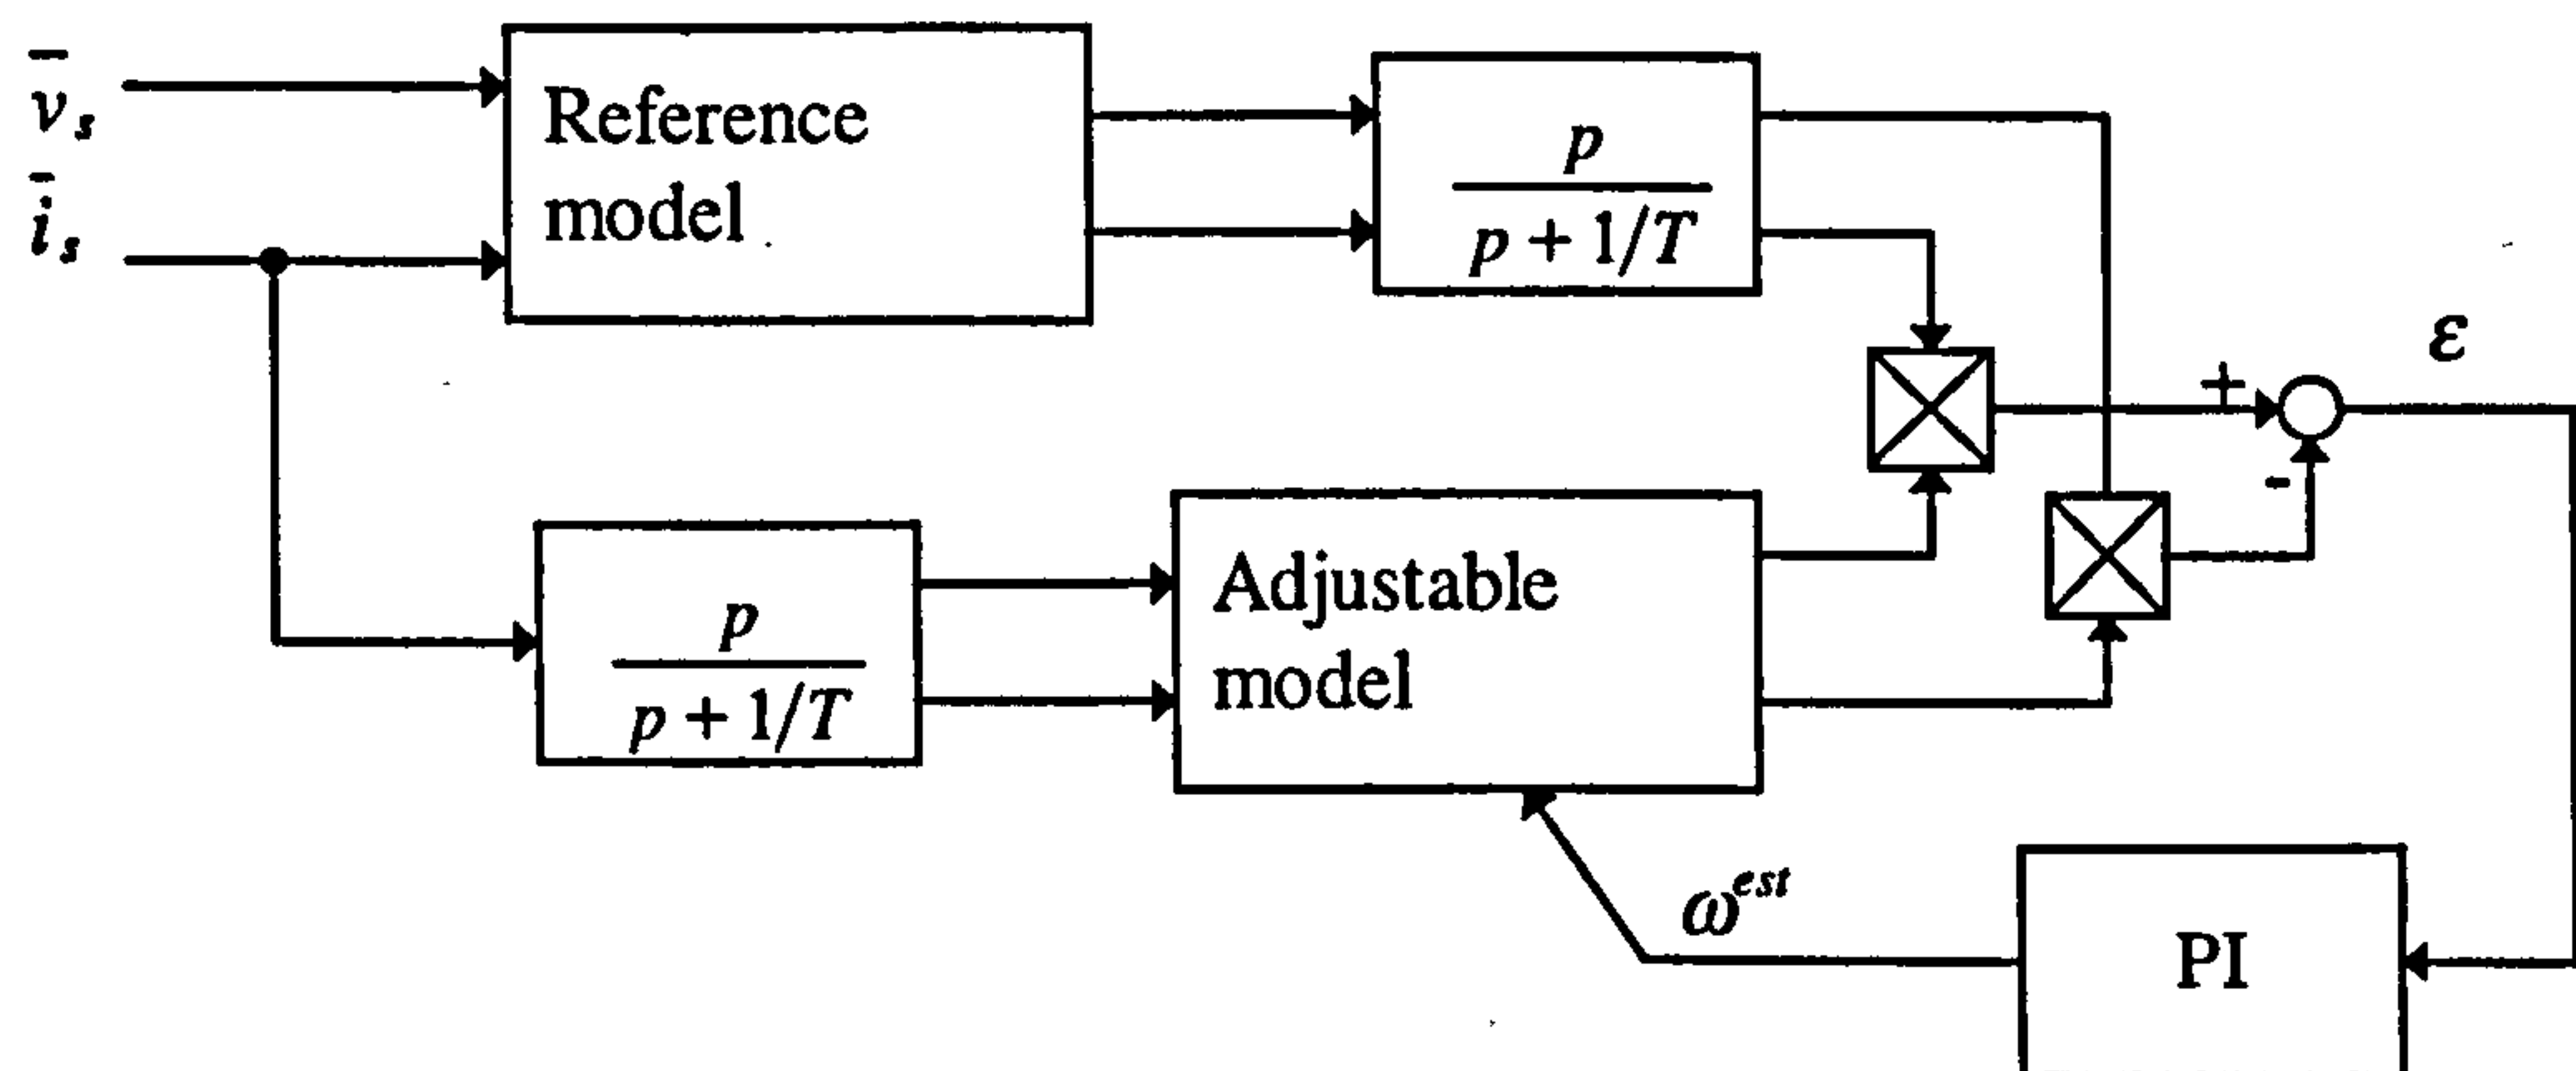 v̄s
īs
Reference
model
p
p + 1/T
+
ε
-
p
p + 1/T
Adjustable
model
ω^est
PI